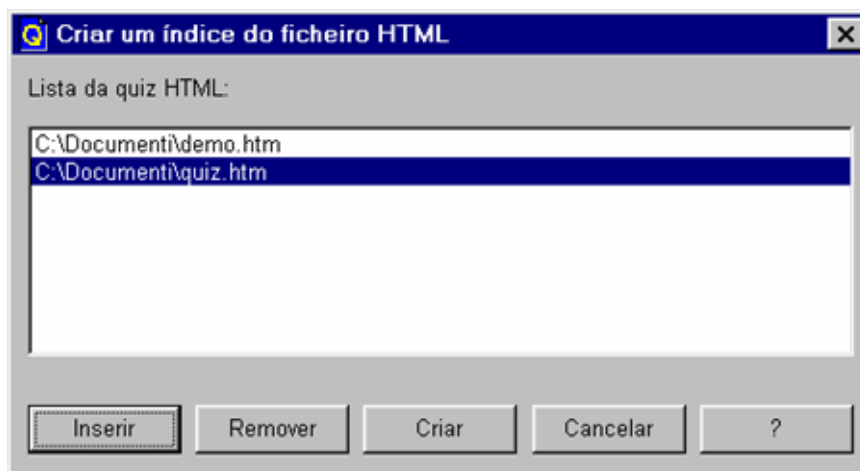 Criar um índice do ficheiro HTML
Lista da quiz HTML:
C:\Documenti\demo.htm
C:\Documenti\quiz.htm
Inserir Remover Criar Cancelar ?